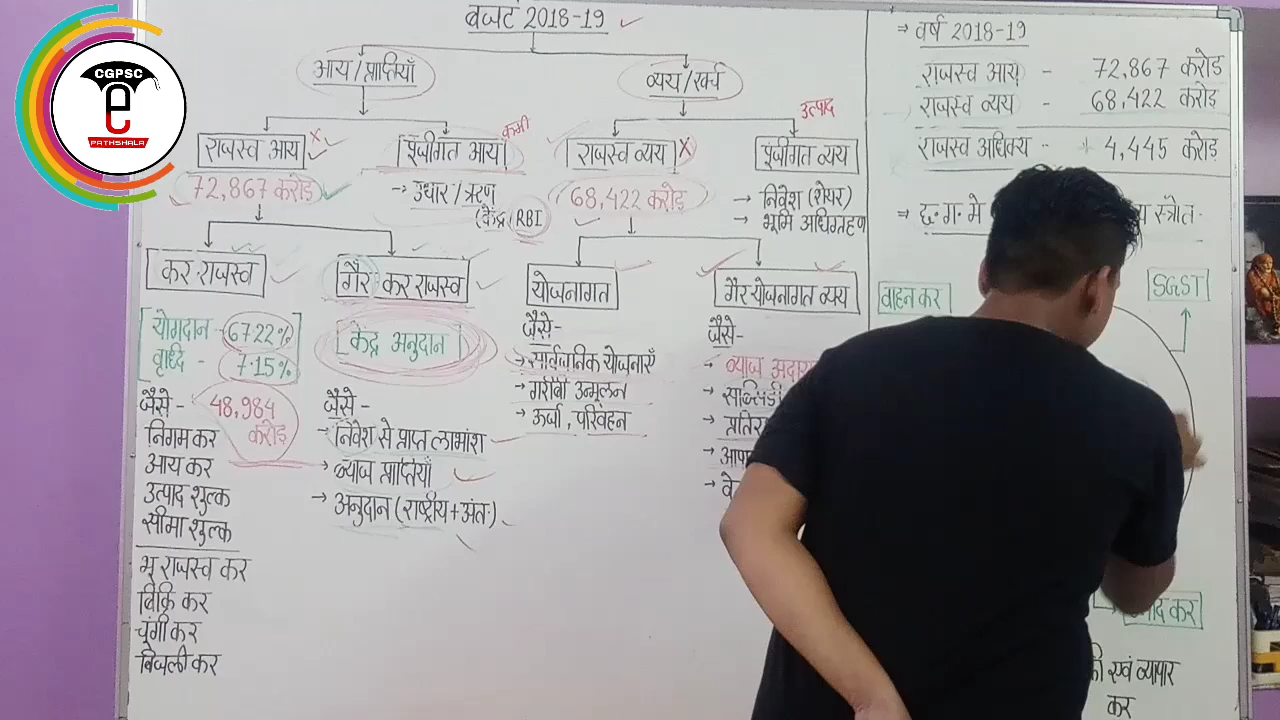 CGPSC
e
PATHSHALA
बजट 2018-19
आय/प्राप्तियाँ
व्यय/खर्च
राजस्व आय
पूंजीगत आय
कमी
राजस्व व्यय
उत्पाद
पूंजीगत व्यय
72,867 करोड़
→ उधार/ऋण
(केंद्र, RBI
68,422 करोड़
→ निवेश (शेयर)
→ भूमि अधिग्रहण
कर राजस्व
गैर कर राजस्व
योजनागत
गैर योजनागत व्यय
योगदान - 67.22%
वृद्धि - 7.15%
केंद्र अनुदान
जैसे -
48,984
करोड़
निगम कर
आय कर
उत्पाद शुल्क
सीमा शुल्क
भू राजस्व कर
बिक्रि कर
चुंगी कर
बिजली कर
जैसे -
→ निवेश से प्राप्त लाभांश
→ ब्याज प्राप्तियाँ
→ अनुदान (राष्ट्रीय + अंत.)
जैसे -
→ सार्वजनिक योजनाएँ
→ गरीबी उन्मूलन
→ ऊर्जा, परिवहन
जैसे -
→ ब्याज
→ वर्ष 2018-19
राजस्व आय - 72,867 करोड़
राजस्व व्यय - 68,422 करोड़
राजस्व आधिक्य - + 4,445 करोड़
→ छ.ग. में स्त्रोत -
वाहन कर
SGST
कर
एवं व्यापार
कर